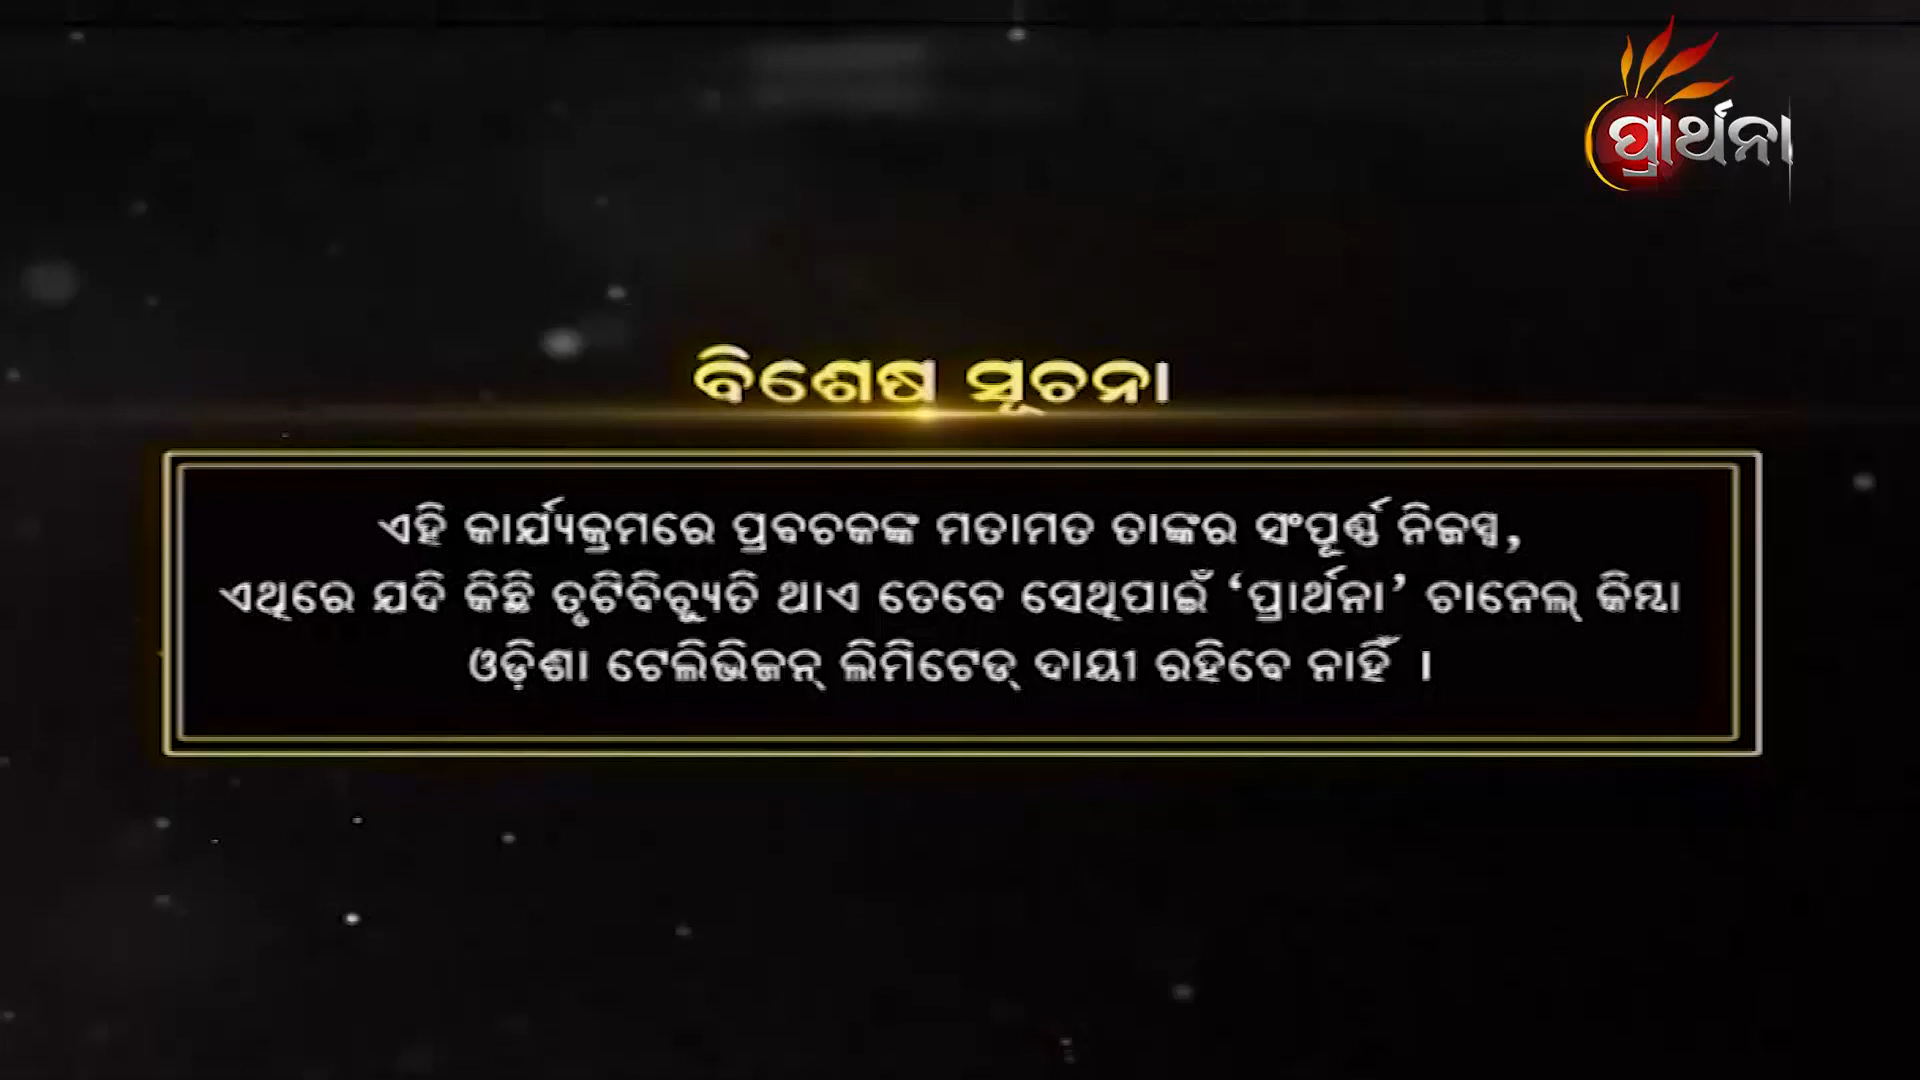 ପ୍ରାର୍ଥନା
ବିଶେଷ ସୂଚନା
ଏହି କାର୍ଯ୍ୟକ୍ରମରେ ପ୍ରବଚକଙ୍କ ମତାମତ ତାଙ୍କର ସଂପୂର୍ଣ୍ଣ ନିଜସ୍ୱ,
ଏଥିରେ ଯଦି କିଛି ତୃଟିବିଚ୍ୟୁତି ଥାଏ ତେବେ ସେଥିପାଇଁ ‘ପ୍ରାର୍ଥନା’ ଚାନେଲ୍ କିମ୍ବା
ଓଡ଼ିଶା ଟେଲିଭିଜନ୍ ଲିମିଟେଡ୍ ଦାୟୀ ରହିବେ ନାହିଁ ।